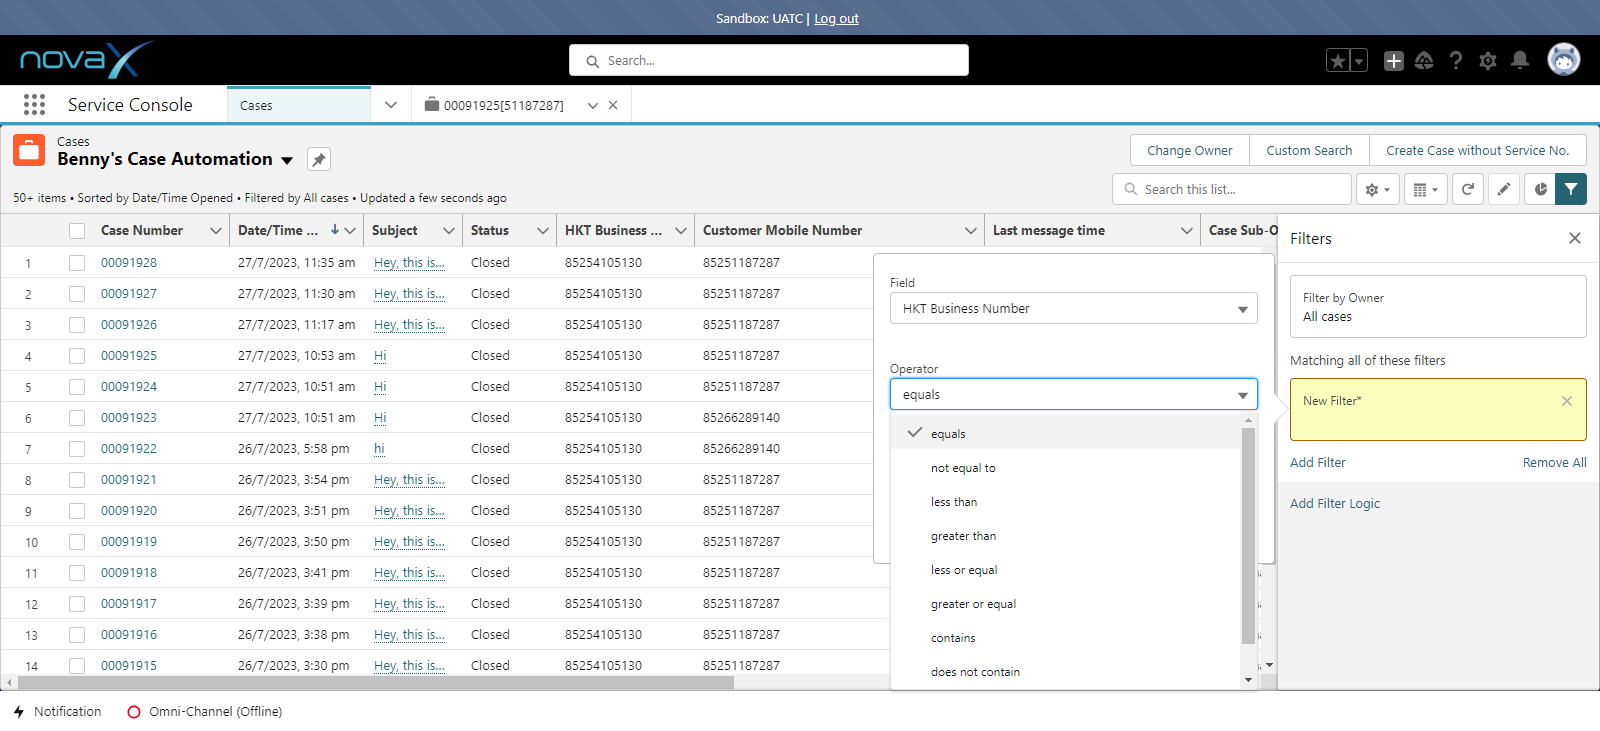 Sandbox: UATC | Log out
novaX
Search...
Service Console
Cases
00091925[51187287]
Cases
Benny's Case Automation
Change Owner
Custom Search
Create Case without Service No.
50+ items • Sorted by Date/Time Opened • Filtered by All cases • Updated a few seconds ago
Search this list...
Case Number Date/Time ... Subject Status HKT Business ... Customer Mobile Number Last message time Case Sub-O
1 00091928 27/7/2023, 11:35 am Hey, this is... Closed 85254105130 85251187287
2 00091927 27/7/2023, 11:30 am Hey, this is... Closed 85254105130 85251187287
3 00091926 27/7/2023, 11:17 am Hey, this is... Closed 85254105130 85251187287
4 00091925 27/7/2023, 10:53 am Hi Closed 85254105130 85251187287
5 00091924 27/7/2023, 10:51 am Hi Closed 85254105130 85251187287
6 00091923 27/7/2023, 10:51 am Hi Closed 85254105130 85266289140
7 00091922 26/7/2023, 5:58 pm hi Closed 85254105130 85266289140
8 00091921 26/7/2023, 3:54 pm Hey, this is... Closed 85254105130 85251187287
9 00091920 26/7/2023, 3:51 pm Hey, this is... Closed 85254105130 85251187287
10 00091919 26/7/2023, 3:50 pm Hey, this is... Closed 85254105130 85251187287
11 00091918 26/7/2023, 3:41 pm Hey, this is... Closed 85254105130 85251187287
12 00091917 26/7/2023, 3:39 pm Hey, this is... Closed 85254105130 85251187287
13 00091916 26/7/2023, 3:38 pm Hey, this is... Closed 85254105130 85251187287
14 00091915 26/7/2023, 3:30 pm Hey, this is... Closed 85254105130 85251187287
Field
HKT Business Number
Operator
equals
equals
not equal to
less than
greater than
less or equal
greater or equal
contains
does not contain
Filters
Filter by Owner
All cases
Matching all of these filters
New Filter*
Add Filter
Remove All
Add Filter Logic
Notification
Omni-Channel (Offline)